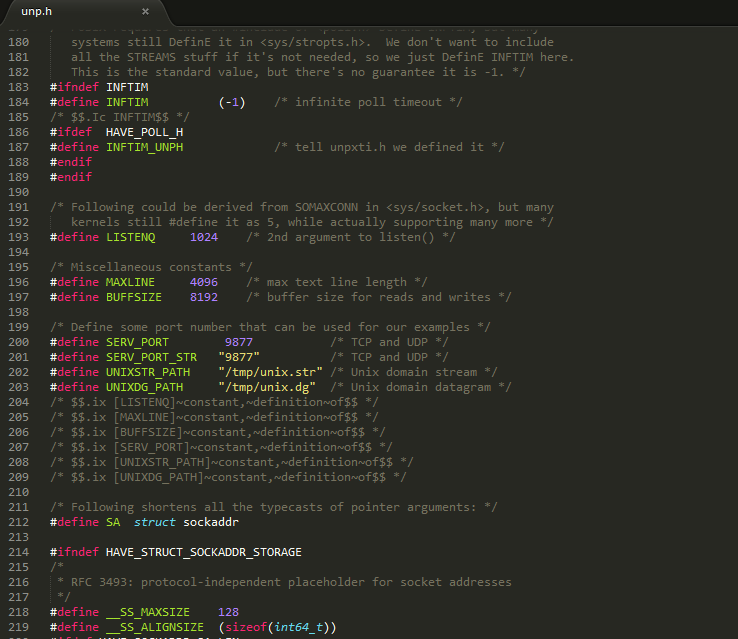 unp.h ×
180 systems still DefinE it in <sys/stropts.h>.  We don't want to include
181 all the STREAMS stuff if it's not needed, so we just DefinE INFTIM here.
182 This is the standard value, but there's no guarantee it is -1. */
183 #ifndef INFTIM
184 #define INFTIM          (-1)    /* infinite poll timeout */
185 /* $$.Ic INFTIM$$ */
186 #ifdef  HAVE_POLL_H
187 #define INFTIM_UNPH             /* tell unpxti.h we defined it */
188 #endif
189 #endif
190
191 /* Following could be derived from SOMAXCONN in <sys/socket.h>, but many
192    kernels still #define it as 5, while actually supporting many more */
193 #define LISTENQ     1024    /* 2nd argument to listen() */
194
195 /* Miscellaneous constants */
196 #define MAXLINE     4096    /* max text line length */
197 #define BUFFSIZE    8192    /* buffer size for reads and writes */
198
199 /* Define some port number that can be used for our examples */
200 #define SERV_PORT        9877           /* TCP and UDP */
201 #define SERV_PORT_STR   "9877"          /* TCP and UDP */
202 #define UNIXSTR_PATH    "/tmp/unix.str" /* Unix domain stream */
203 #define UNIXDG_PATH     "/tmp/unix.dg"  /* Unix domain datagram */
204 /* $$.ix [LISTENQ]~constant,~definition~of$$ */
205 /* $$.ix [MAXLINE]~constant,~definition~of$$ */
206 /* $$.ix [BUFFSIZE]~constant,~definition~of$$ */
207 /* $$.ix [SERV_PORT]~constant,~definition~of$$ */
208 /* $$.ix [UNIXSTR_PATH]~constant,~definition~of$$ */
209 /* $$.ix [UNIXDG_PATH]~constant,~definition~of$$ */
210
211 /* Following shortens all the typecasts of pointer arguments: */
212 #define SA  struct sockaddr
213
214 #ifndef HAVE_STRUCT_SOCKADDR_STORAGE
215 /*
216  * RFC 3493: protocol-independent placeholder for socket addresses
217  */
218 #define __SS_MAXSIZE    128
219 #define __SS_ALIGNSIZE  (sizeof(int64_t))